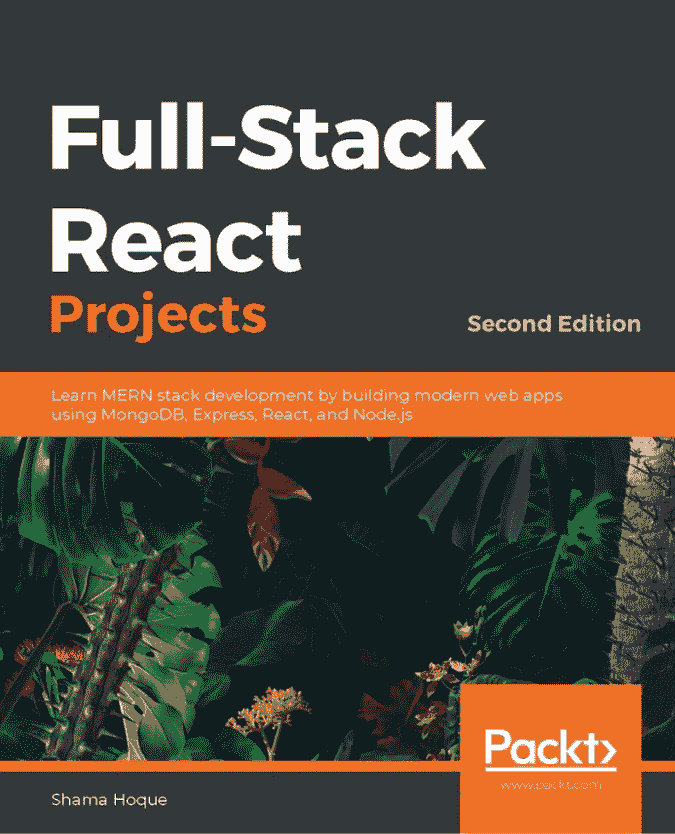 Full-Stack
React
Projects
Second Edition
Learn MERN stack development by building modern web apps
using MongoDB, Express, React, and Node.js
Packt>
www.packt.com
Shama Hoque